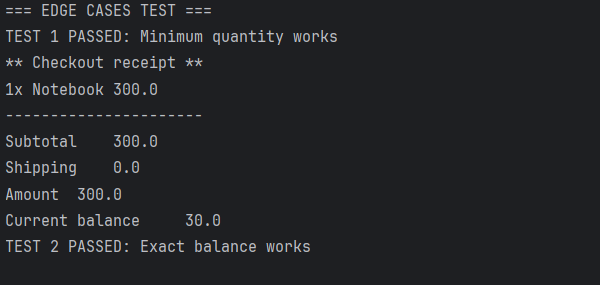 === EDGE CASES TEST ===
TEST 1 PASSED: Minimum quantity works
** Checkout receipt **
1x Notebook 300.0
----------------------
Subtotal    300.0
Shipping    0.0
Amount  300.0
Current balance     30.0
TEST 2 PASSED: Exact balance works